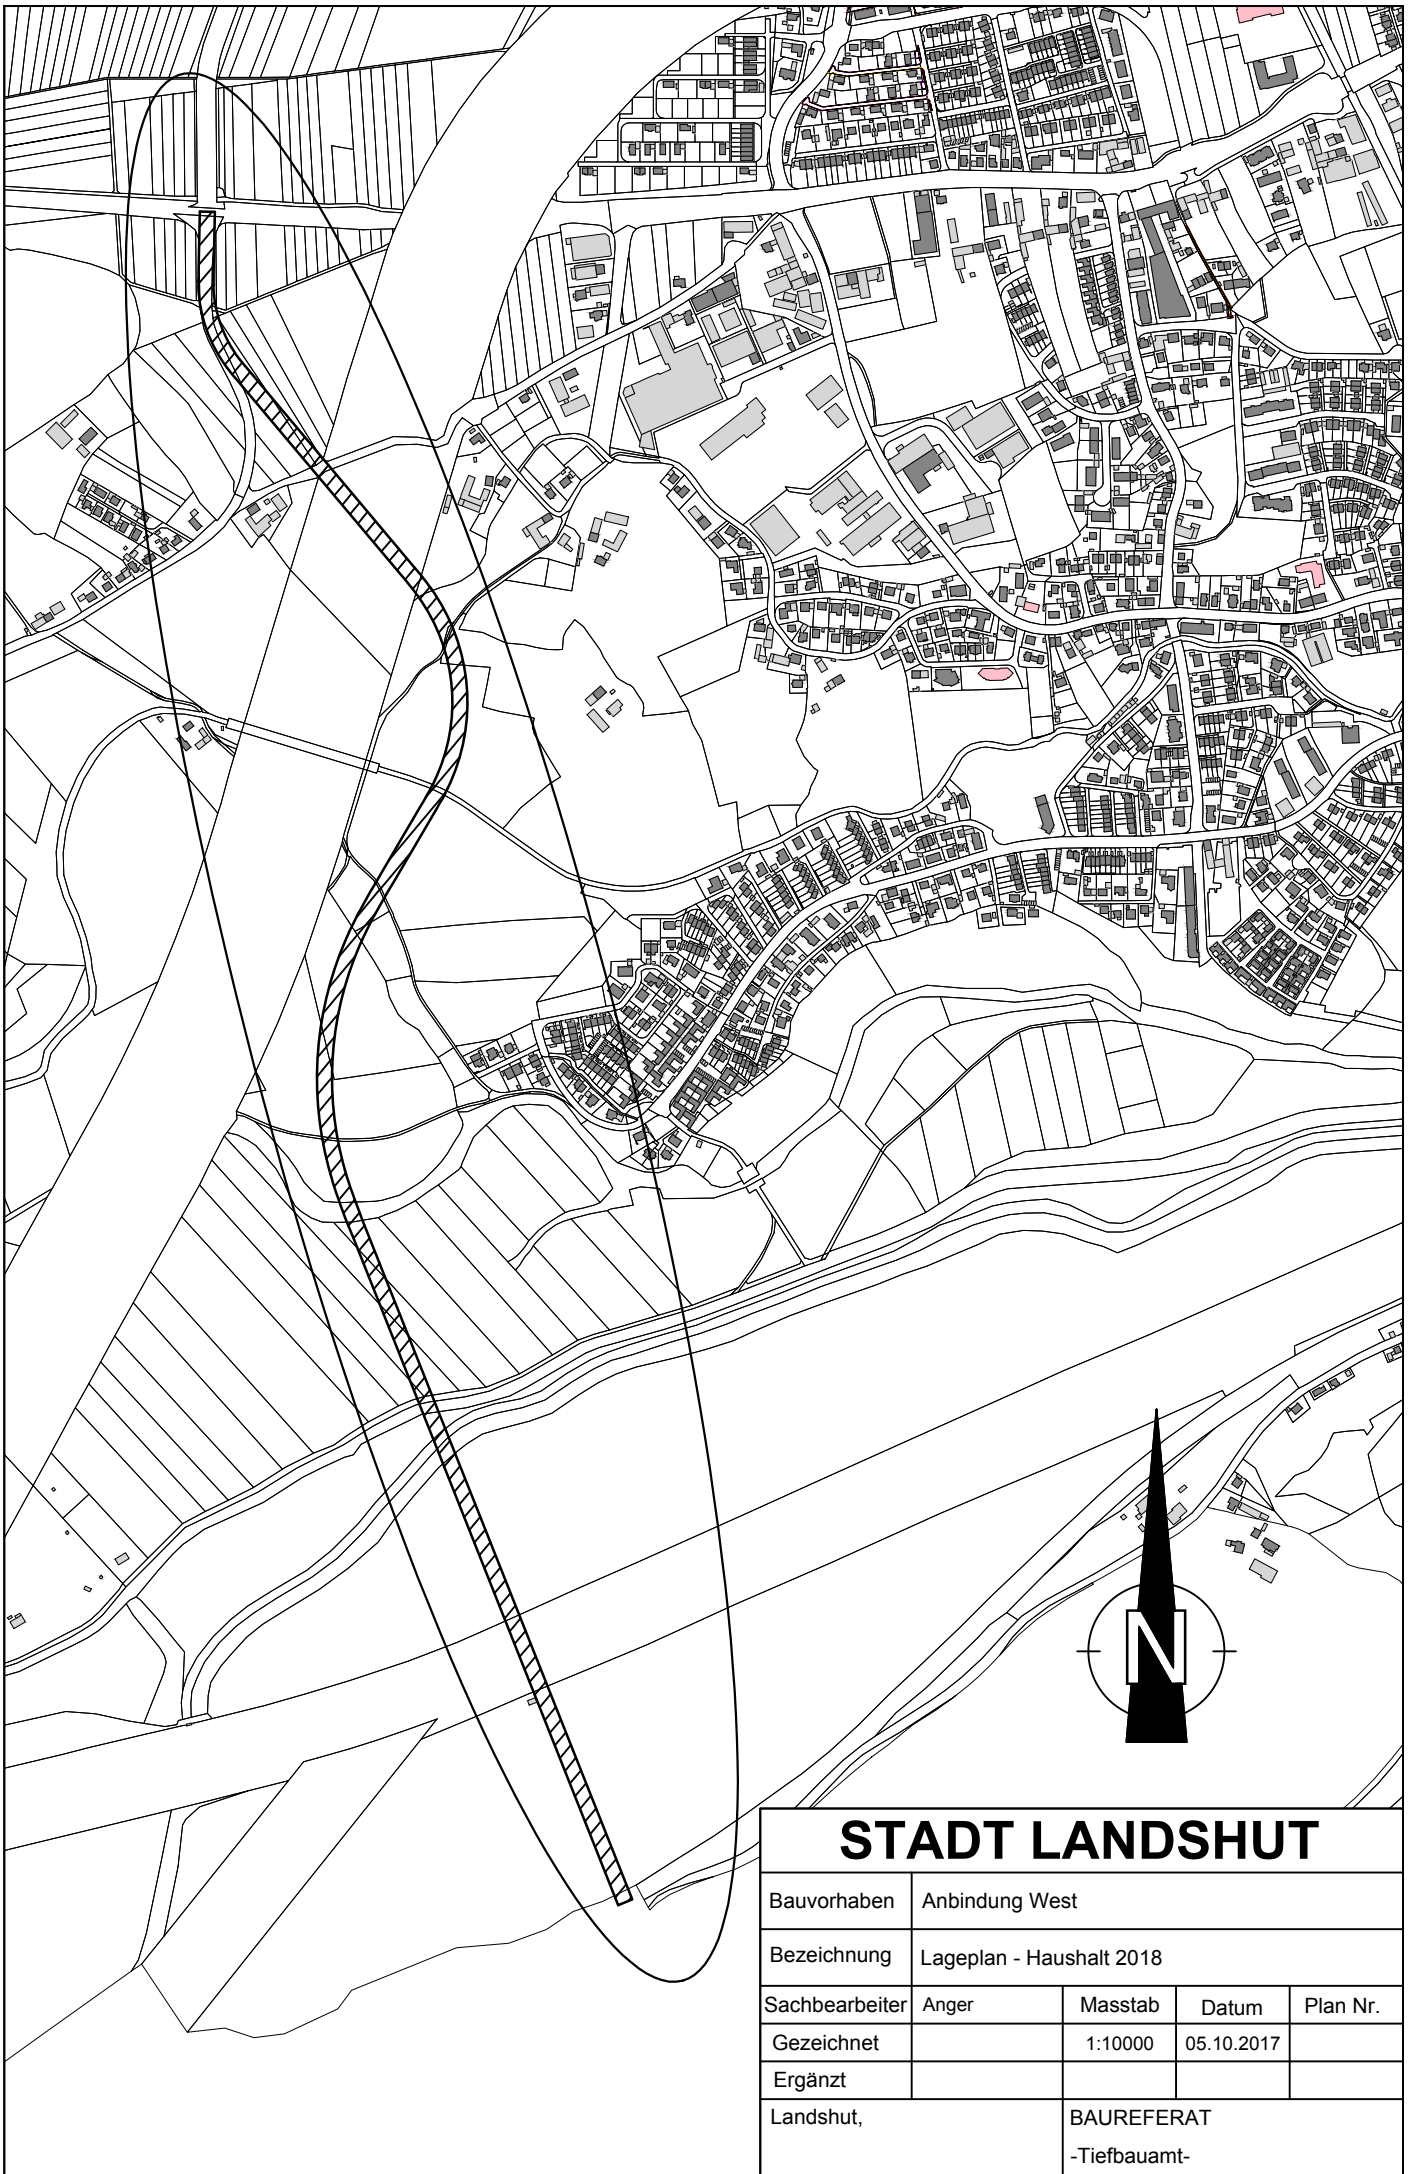 N
STADT LANDSHUT
Bauvorhaben Anbindung West
Bezeichnung Lageplan - Haushalt 2018
Sachbearbeiter Anger Masstab Datum Plan Nr.
Gezeichnet 1:10000 05.10.2017
Ergänzt
Landshut, BAUREFERAT
-Tiefbauamt-